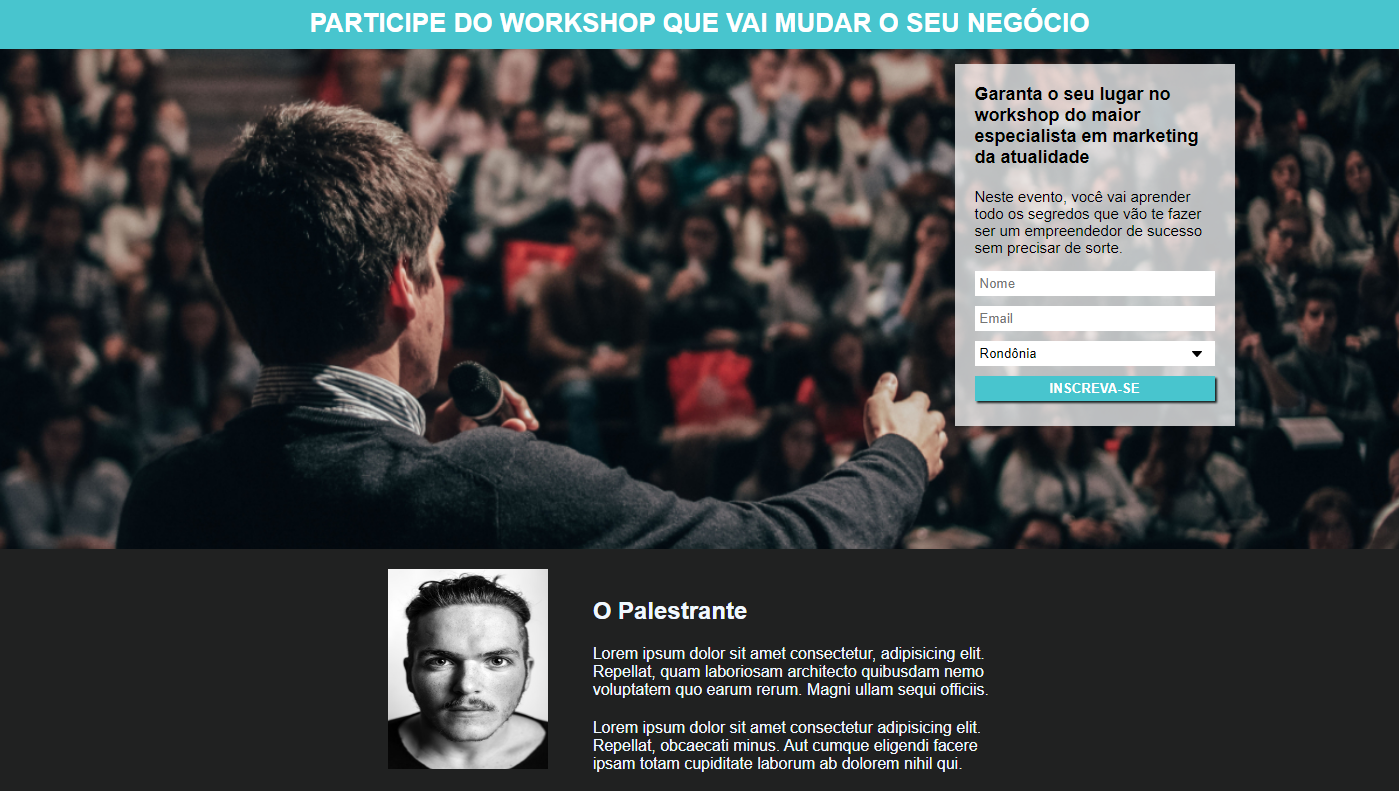 PARTICIPE DO WORKSHOP QUE VAI MUDAR O SEU NEGÓCIO
Garanta o seu lugar no
workshop do maior
especialista em marketing
da atualidade
Neste evento, você vai aprender
todo os segredos que vão te fazer
ser um empreendedor de sucesso
sem precisar de sorte.
Nome
Email
Rondônia
INSCREVA-SE
O Palestrante
Lorem ipsum dolor sit amet consectetur, adipisicing elit.
Repellat, quam laboriosam architecto quibusdam nemo
voluptatem quo earum rerum. Magni ullam sequi officiis.
Lorem ipsum dolor sit amet consectetur adipisicing elit.
Repellat, obcaecati minus. Aut cumque eligendi facere
ipsam totam cupiditate laborum ab dolorem nihil qui.